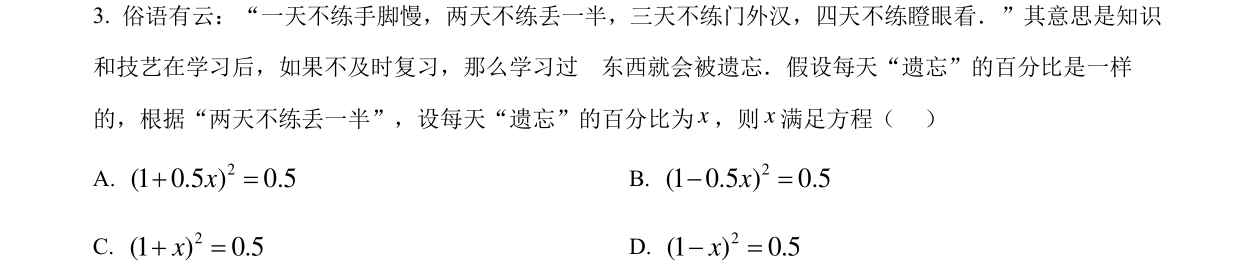 3. 俗语有云：“一天不练手脚慢，两天不练丢一半，三天不练门外汉，四天不练瞪眼看．”其意思是知识
和技艺在学习后，如果不及时复习，那么学习过 东西就会被遗忘．假设每天“遗忘”的百分比是一样
的，根据“两天不练丢一半”，设每天“遗忘”的百分比为 x ，则 x 满足方程（ ）
A. (1+0.5x)² =0.5 B. (1−0.5x)² =0.5
C. (1+x)² =0.5 D. (1−x)² =0.5